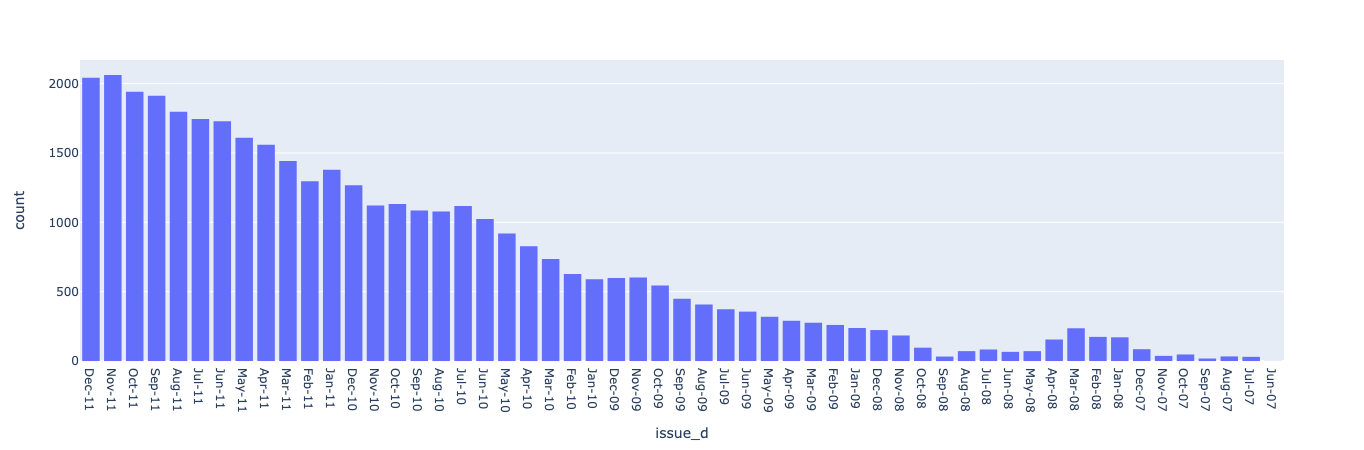 2000
1500
1000
500
0
count
Dec-11
Nov-11
Oct-11
Sep-11
Aug-11
Jul-11
Jun-11
May-11
Apr-11
Mar-11
Feb-11
Jan-11
Dec-10
Nov-10
Oct-10
Sep-10
Aug-10
Jul-10
Jun-10
May-10
Apr-10
Mar-10
Feb-10
Jan-10
Dec-09
Nov-09
Oct-09
Sep-09
Aug-09
Jul-09
Jun-09
May-09
Apr-09
Mar-09
Feb-09
Jan-09
Dec-08
Nov-08
Oct-08
Sep-08
Aug-08
Jul-08
Jun-08
May-08
Apr-08
Mar-08
Feb-08
Jan-08
Dec-07
Nov-07
Oct-07
Sep-07
Aug-07
Jul-07
Jun-07
issue_d